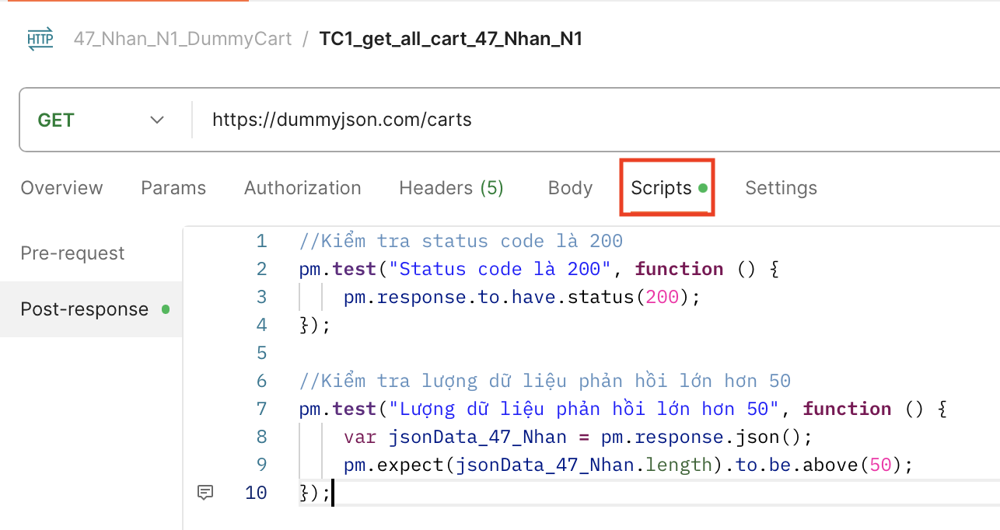 HTTP 47_Nhan_N1_DummyCart / TC1_get_all_cart_47_Nhan_N1
GET https://dummyjson.com/carts
Overview Params Authorization Headers (5) Body Scripts Settings
Pre-request
Post-response
1 //Kiểm tra status code là 200
2 pm.test("Status code là 200", function () {
3 pm.response.to.have.status(200);
4 });
5
6 //Kiểm tra lượng dữ liệu phản hồi lớn hơn 50
7 pm.test("Lượng dữ liệu phản hồi lớn hơn 50", function () {
8 var jsonData_47_Nhan = pm.response.json();
9 pm.expect(jsonData_47_Nhan.length).to.be.above(50);
10 });